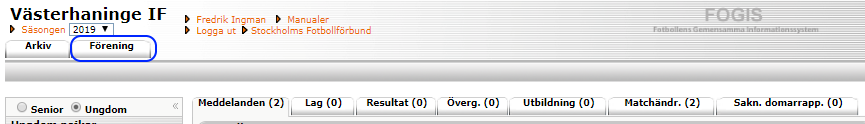 Västerhaninge IF
Säsongen 2019
Fredrik Ingman Manualer
Logga ut Stockholms Fotbollförbund
FOGIS
Fotbollens Gemensamma Informationssystem
Arkiv Förening
Senior Ungdom
Meddelanden (2) Lag (0) Resultat (0) Överg. (0) Utbildning (0) Matchändr. (2) Sakn. domarrapp. (0)